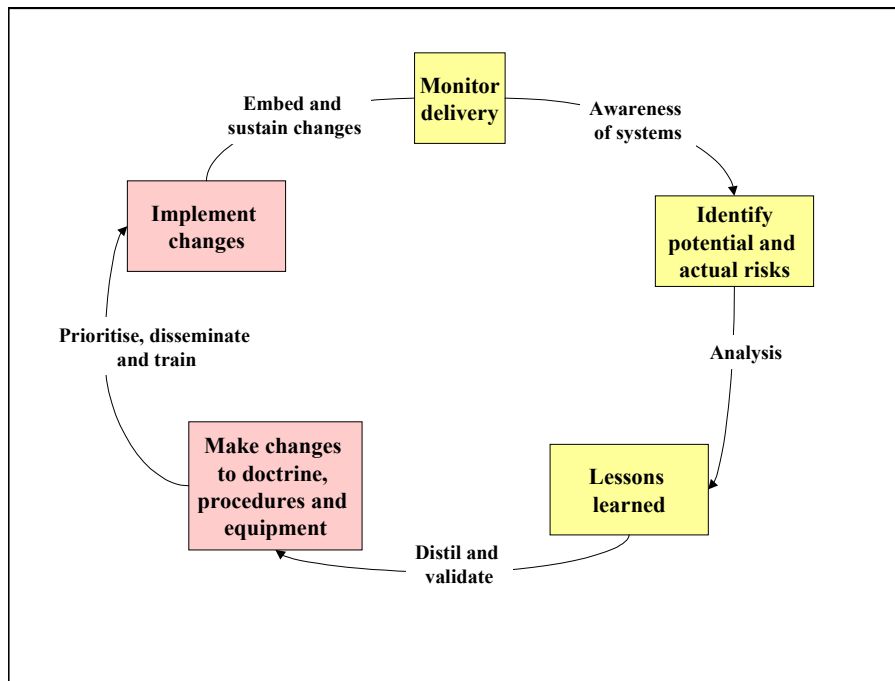 Monitor
delivery
Awareness
of systems
Identify
potential and
actual risks
Analysis
Lessons
learned
Distil and
validate
Make changes
to doctrine,
procedures and
equipment
Prioritise, disseminate
and train
Implement
changes
Embed and
sustain changes